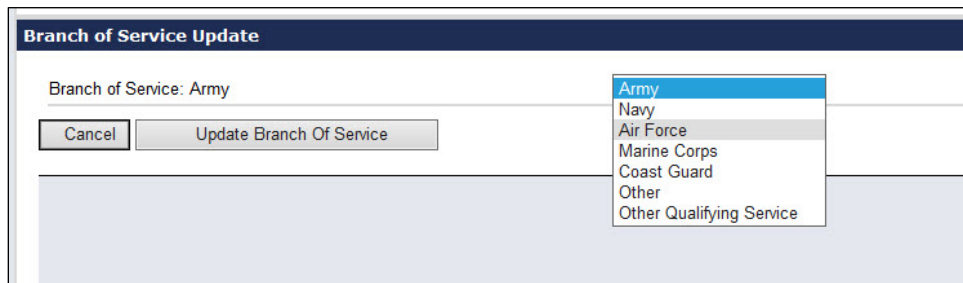 Branch of Service Update
Branch of Service: Army
Army
Navy
Air Force
Marine Corps
Coast Guard
Other
Other Qualifying Service
Cancel
Update Branch Of Service